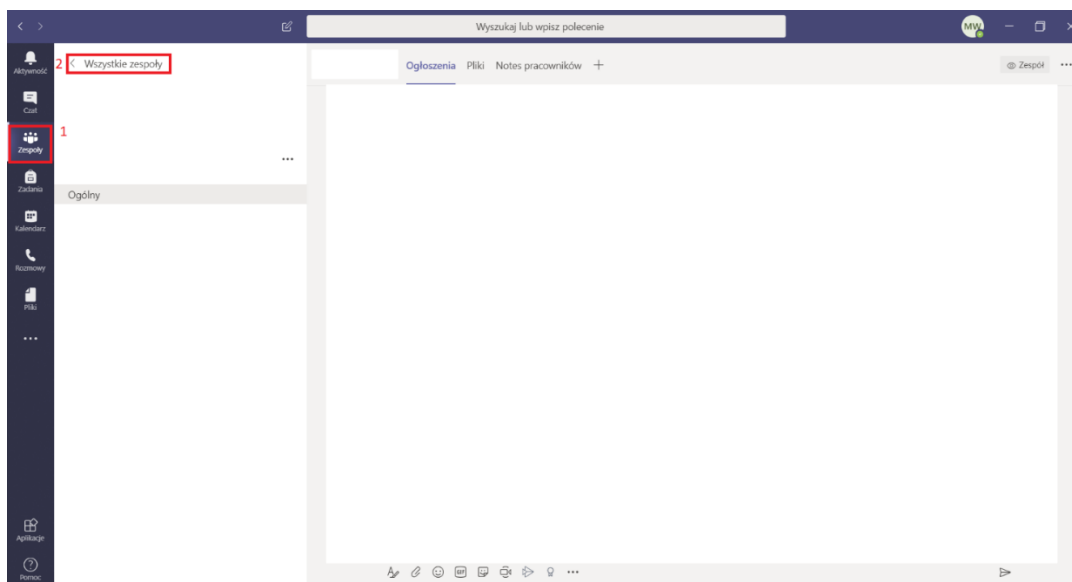 Wyszukaj lub wpisz polecenie
MW
Aktywność
2
Wszystkie zespoły
Ogłoszenia Pliki Notes pracowników
Zespół
Czat
1
Zespoły
Zadania
Ogólny
Kalendarz
Rozmowy
Pliki
Aplikacje
Pomoc
GIF